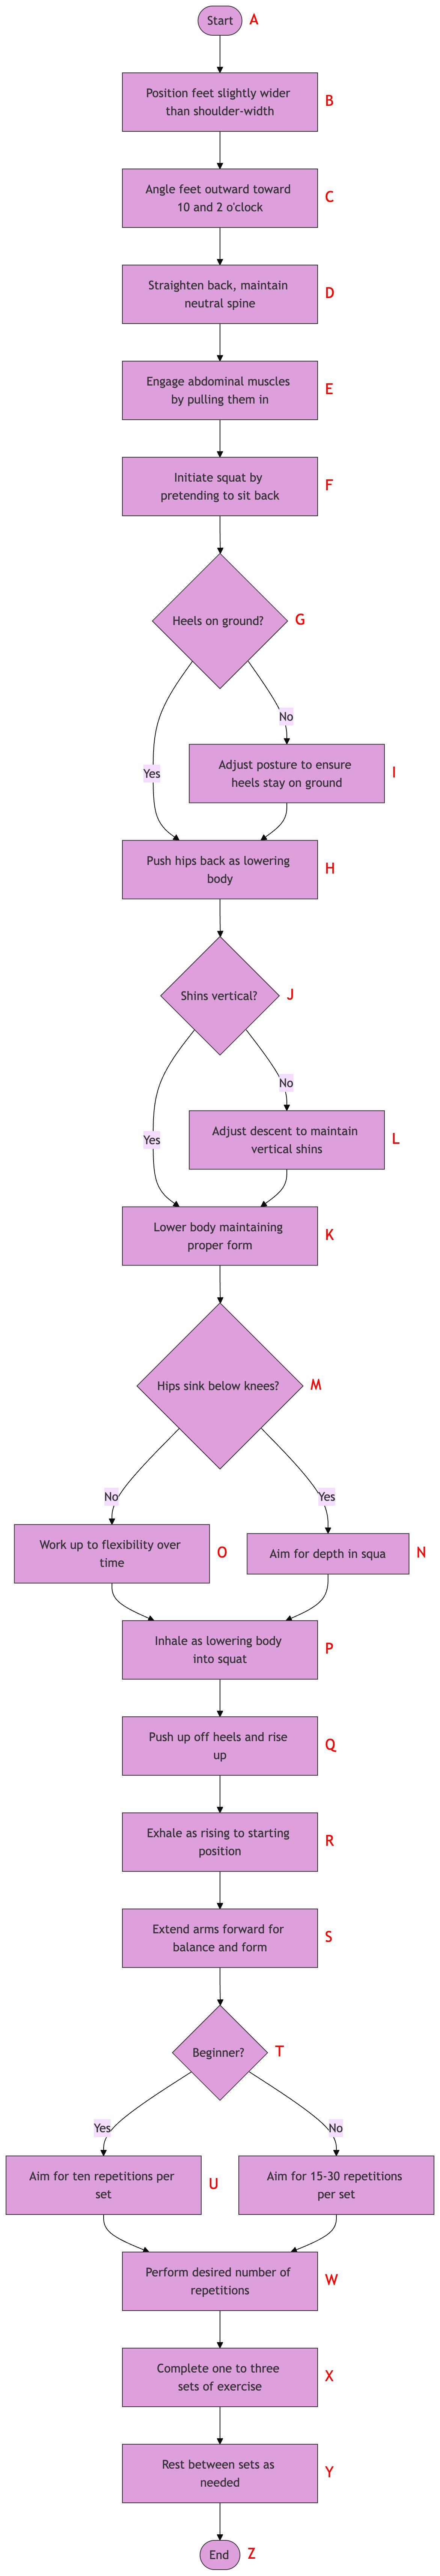 Start
A
Position feet slightly wider
than shoulder-width
B
Angle feet outward toward
10 and 2 o'clock
C
Straighten back, maintain
neutral spine
D
Engage abdominal muscles
by pulling them in
E
Initiate squat by
pretending to sit back
F
Heels on ground?
G
No
Yes
Adjust posture to ensure
heels stay on ground
I
Push hips back as lowering
body
H
Shins vertical?
J
No
Yes
Adjust descent to maintain
vertical shins
L
Lower body maintaining
proper form
K
Hips sink below knees?
M
No
Yes
Work up to flexibility over
time
O
Aim for depth in squa
N
Inhale as lowering body
into squat
P
Push up off heels and rise
up
Q
Exhale as rising to starting
position
R
Extend arms forward for
balance and form
S
Beginner?
T
Yes
No
Aim for ten repetitions per
set
U
Aim for 15-30 repetitions
per set
Perform desired number of
repetitions
W
Complete one to three
sets of exercise
X
Rest between sets as
needed
Y
End
Z